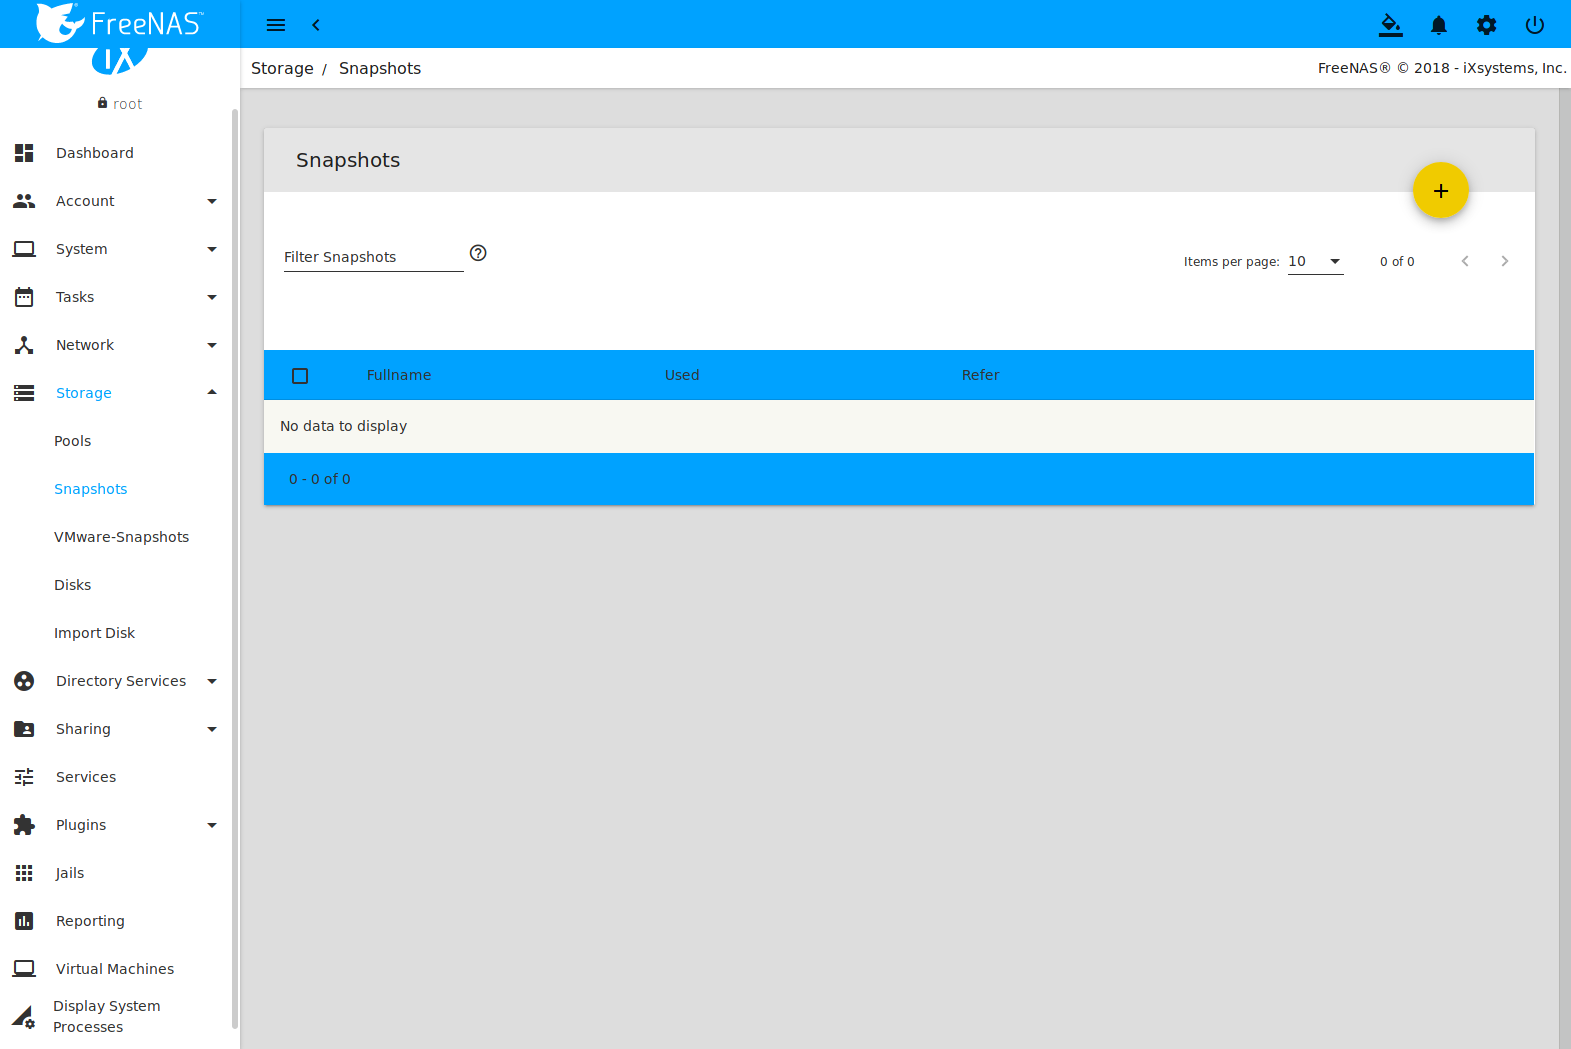 FreeNAS™
Storage / Snapshots
FreeNAS® © 2018 - iXsystems, Inc.
iX
root
Dashboard
Account
System
Tasks
Network
Storage
Pools
Snapshots
VMware-Snapshots
Disks
Import Disk
Directory Services
Sharing
Services
Plugins
Jails
Reporting
Virtual Machines
Display System
Processes
Snapshots
+
Filter Snapshots
?
Items per page: 10
0 of 0
Fullname Used Refer
No data to display
0 - 0 of 0